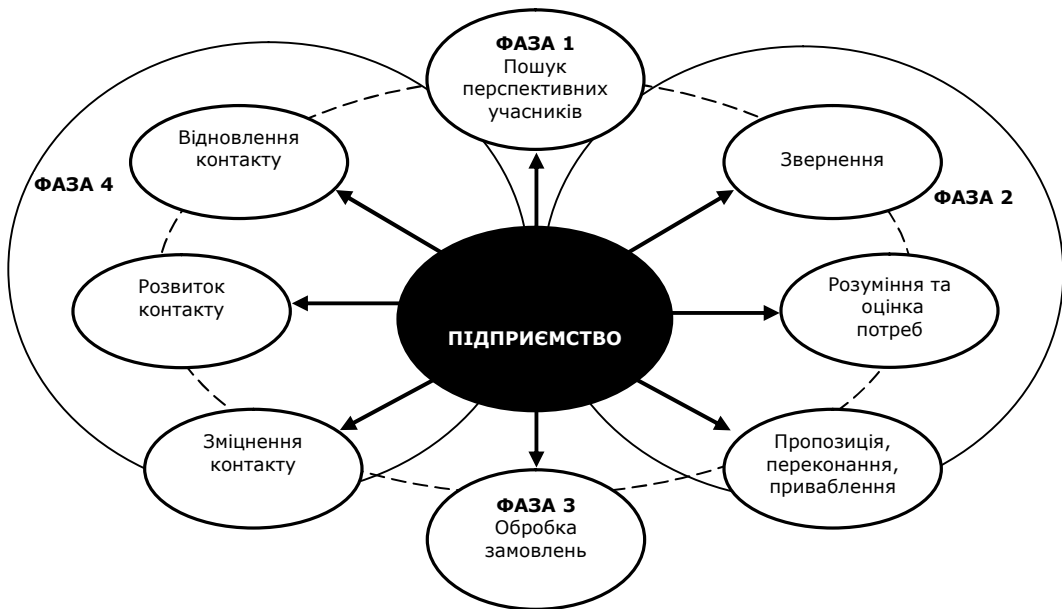 ФАЗА 1
Пошук
перспективних
учасників
Відновлення
контакту
Звернення
ФАЗА 4
ФАЗА 2
Розвиток
контакту
Розуміння та
оцінка
потреб
ПІДПРИЄМСТВО
Зміцнення
контакту
Пропозиція,
переконання,
приваблення
ФАЗА 3
Обробка
замовлень